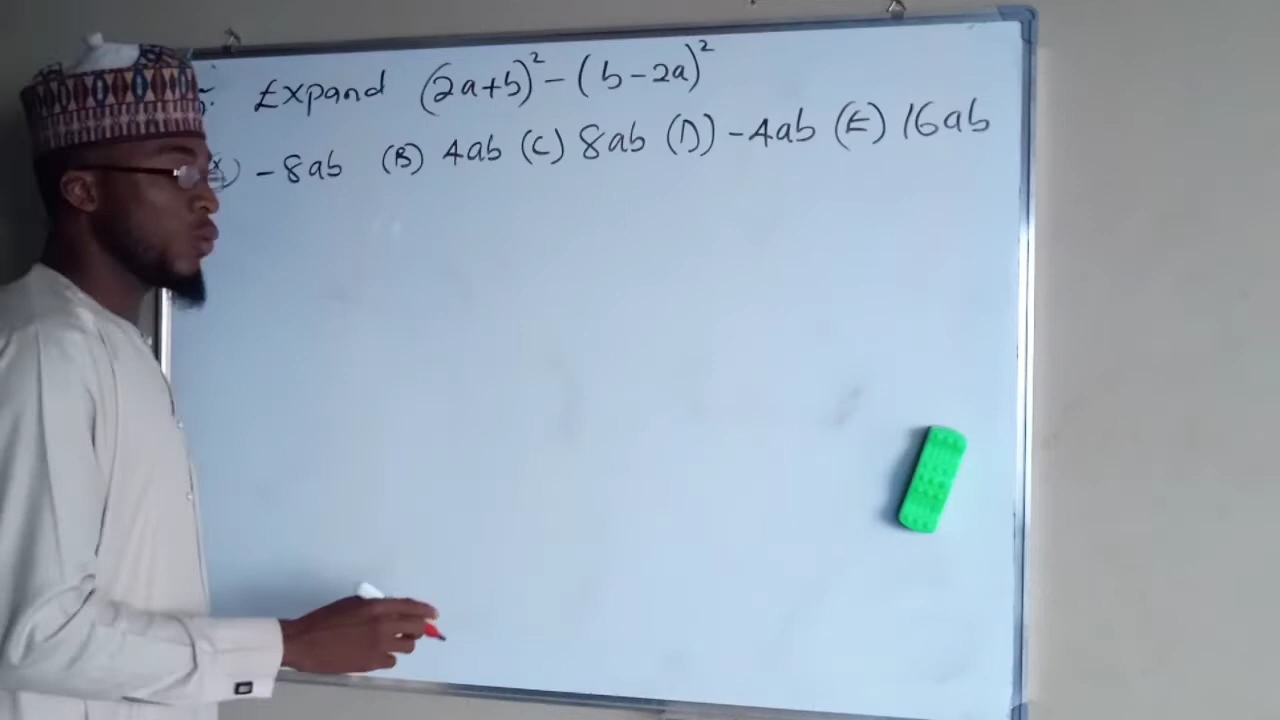 Expand (2a+b)² - (b-2a)²
-8ab (B) 4ab (C) 8ab (D) -4ab (E) 16ab